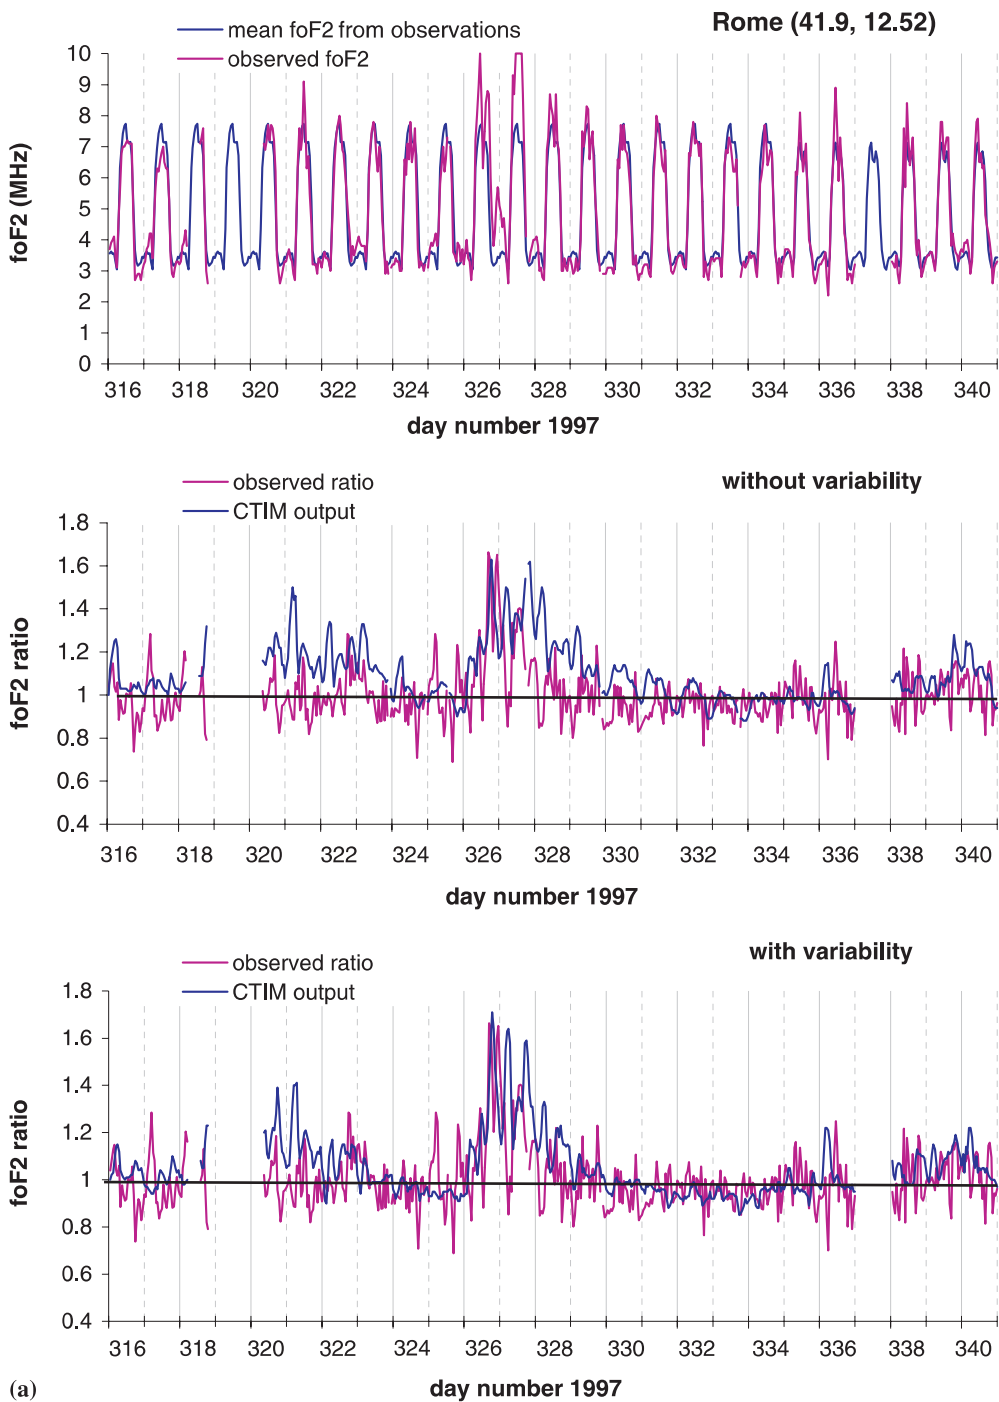 Rome (41.9, 12.52)
mean foF2 from observations
observed foF2
10
9
8
7
6
5
4
3
2
1
0
foF2 (MHz)
316 318 320 322 324 326 328 330 332 334 336 338 340
day number 1997
without variability
observed ratio
CTIM output
1.8
1.6
1.4
1.2
1
0.8
0.6
0.4
foF2 ratio
316 318 320 322 324 326 328 330 332 334 336 338 340
day number 1997
with variability
observed ratio
CTIM output
1.8
1.6
1.4
1.2
1
0.8
0.6
0.4
foF2 ratio
316 318 320 322 324 326 328 330 332 334 336 338 340
day number 1997
(a)